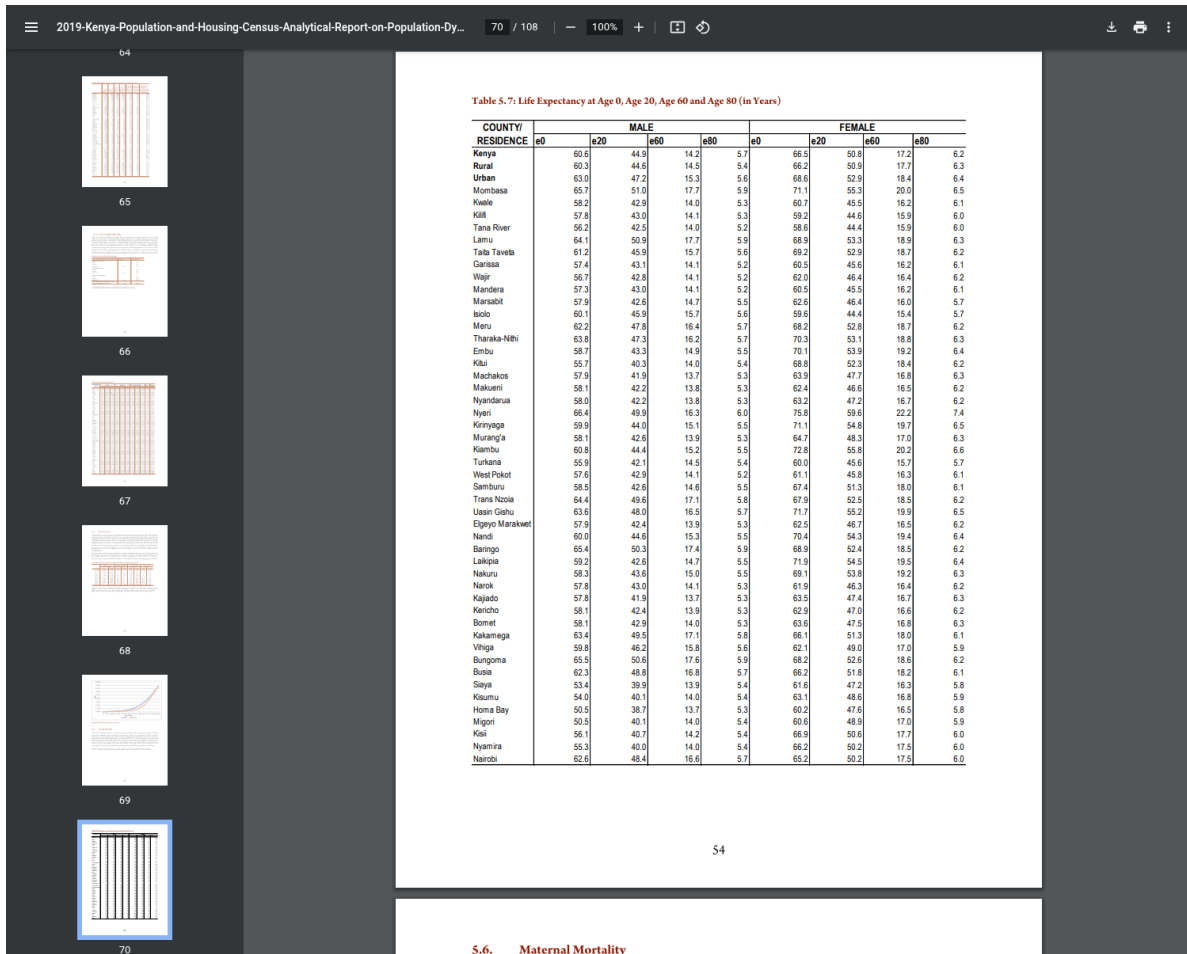 2019-Kenya-Population-and-Housing-Census-Analytical-Report-on-Population-Dy... 70 / 108 100%
64
65
66
67
68
69
70
Table 5. 7: Life Expectancy at Age 0, Age 20, Age 60 and Age 80 (in Years)
COUNTY/ MALE FEMALE
RESIDENCE e0 e20 e60 e80 e0 e20 e60 e80
Kenya 60.6 44.9 14.2 5.7 66.5 50.8 17.2 6.2
Rural 60.3 44.6 14.5 5.4 66.2 50.9 17.7 6.3
Urban 63.0 47.2 15.3 5.6 68.6 52.9 18.4 6.4
Mombasa 65.7 51.0 17.7 5.9 71.1 55.3 20.0 6.5
Kwale 58.2 42.9 14.0 5.3 60.7 45.5 16.2 6.1
Kilifi 57.8 43.0 14.1 5.3 59.2 44.6 15.9 6.0
Tana River 56.2 42.5 14.0 5.2 58.6 44.4 15.9 6.0
Lamu 64.1 50.9 17.7 5.9 68.9 53.3 18.9 6.3
Taita Taveta 61.2 45.9 15.7 5.6 69.2 52.9 18.7 6.2
Garissa 57.4 43.1 14.1 5.2 60.5 45.6 16.2 6.1
Wajir 56.7 42.8 14.1 5.2 62.0 46.4 16.4 6.2
Mandera 57.3 43.0 14.1 5.2 60.5 45.5 16.2 6.1
Marsabit 57.9 42.6 14.7 5.5 62.6 46.4 16.0 5.7
Isiolo 60.1 45.9 15.7 5.6 59.6 44.4 15.4 5.7
Meru 62.2 47.8 16.4 5.7 68.2 52.8 18.7 6.2
Tharaka-Nithi 63.8 47.3 16.2 5.7 70.3 53.1 18.8 6.3
Embu 58.7 43.3 14.9 5.5 70.1 53.9 19.2 6.4
Kitui 55.7 40.3 14.0 5.4 68.8 52.3 18.4 6.2
Machakos 57.9 41.9 13.7 5.3 63.9 47.7 16.8 6.3
Makueni 58.1 42.2 13.8 5.3 62.4 46.6 16.5 6.2
Nyandarua 58.0 42.2 13.8 5.3 63.2 47.2 16.7 6.2
Nyeri 66.4 49.9 16.3 6.0 75.8 59.6 22.2 7.4
Kirinyaga 59.9 44.0 15.1 5.5 71.1 54.8 19.7 6.5
Murang'a 58.1 42.6 13.9 5.3 64.7 48.3 17.0 6.3
Kiambu 60.8 44.4 15.2 5.5 72.8 55.8 20.2 6.6
Turkana 55.9 42.1 14.5 5.4 60.0 45.6 15.7 5.7
West Pokot 57.6 42.9 14.1 5.2 61.1 45.8 16.3 6.1
Samburu 58.5 42.6 14.6 5.5 67.4 51.3 18.0 6.1
Trans Nzoia 64.4 49.6 17.1 5.8 67.9 52.5 18.5 6.2
Uasin Gishu 63.6 48.0 16.5 5.7 71.7 55.2 19.9 6.5
Elgeyo Marakwet 57.9 42.4 13.9 5.3 62.5 46.7 16.5 6.2
Nandi 60.0 44.6 15.3 5.5 70.4 54.3 19.4 6.4
Baringo 65.4 50.3 17.4 5.9 68.9 52.4 18.5 6.2
Laikipia 59.2 42.6 14.7 5.5 71.9 54.5 19.5 6.4
Nakuru 58.3 43.6 15.0 5.5 69.1 53.8 19.2 6.3
Narok 57.8 43.0 14.1 5.3 61.9 46.3 16.4 6.2
Kajiado 57.8 41.9 13.7 5.3 63.5 47.4 16.7 6.3
Kericho 58.1 42.4 13.9 5.3 62.9 47.0 16.6 6.2
Bomet 58.1 42.9 14.0 5.3 63.6 47.5 16.8 6.3
Kakamega 63.4 49.5 17.1 5.8 66.1 51.3 18.0 6.1
Vihiga 59.8 46.2 15.8 5.6 62.1 49.0 17.0 5.9
Bungoma 65.5 50.6 17.6 5.9 68.2 52.6 18.6 6.2
Busia 62.3 48.8 16.8 5.7 66.2 51.8 18.2 6.1
Siaya 53.4 39.9 13.9 5.4 61.6 47.2 16.3 5.8
Kisumu 54.0 40.1 14.0 5.4 63.1 48.6 16.8 5.9
Homa Bay 50.5 38.7 13.7 5.3 60.2 47.6 16.5 5.8
Migori 50.5 40.1 14.0 5.4 60.6 48.9 17.0 5.9
Kisii 56.1 40.7 14.2 5.4 66.9 50.6 17.7 6.0
Nyamira 55.3 40.0 14.0 5.4 66.2 50.2 17.5 6.0
Nairobi 62.6 48.4 16.6 5.7 65.2 50.2 17.5 6.0
54
5.6. Maternal Mortality